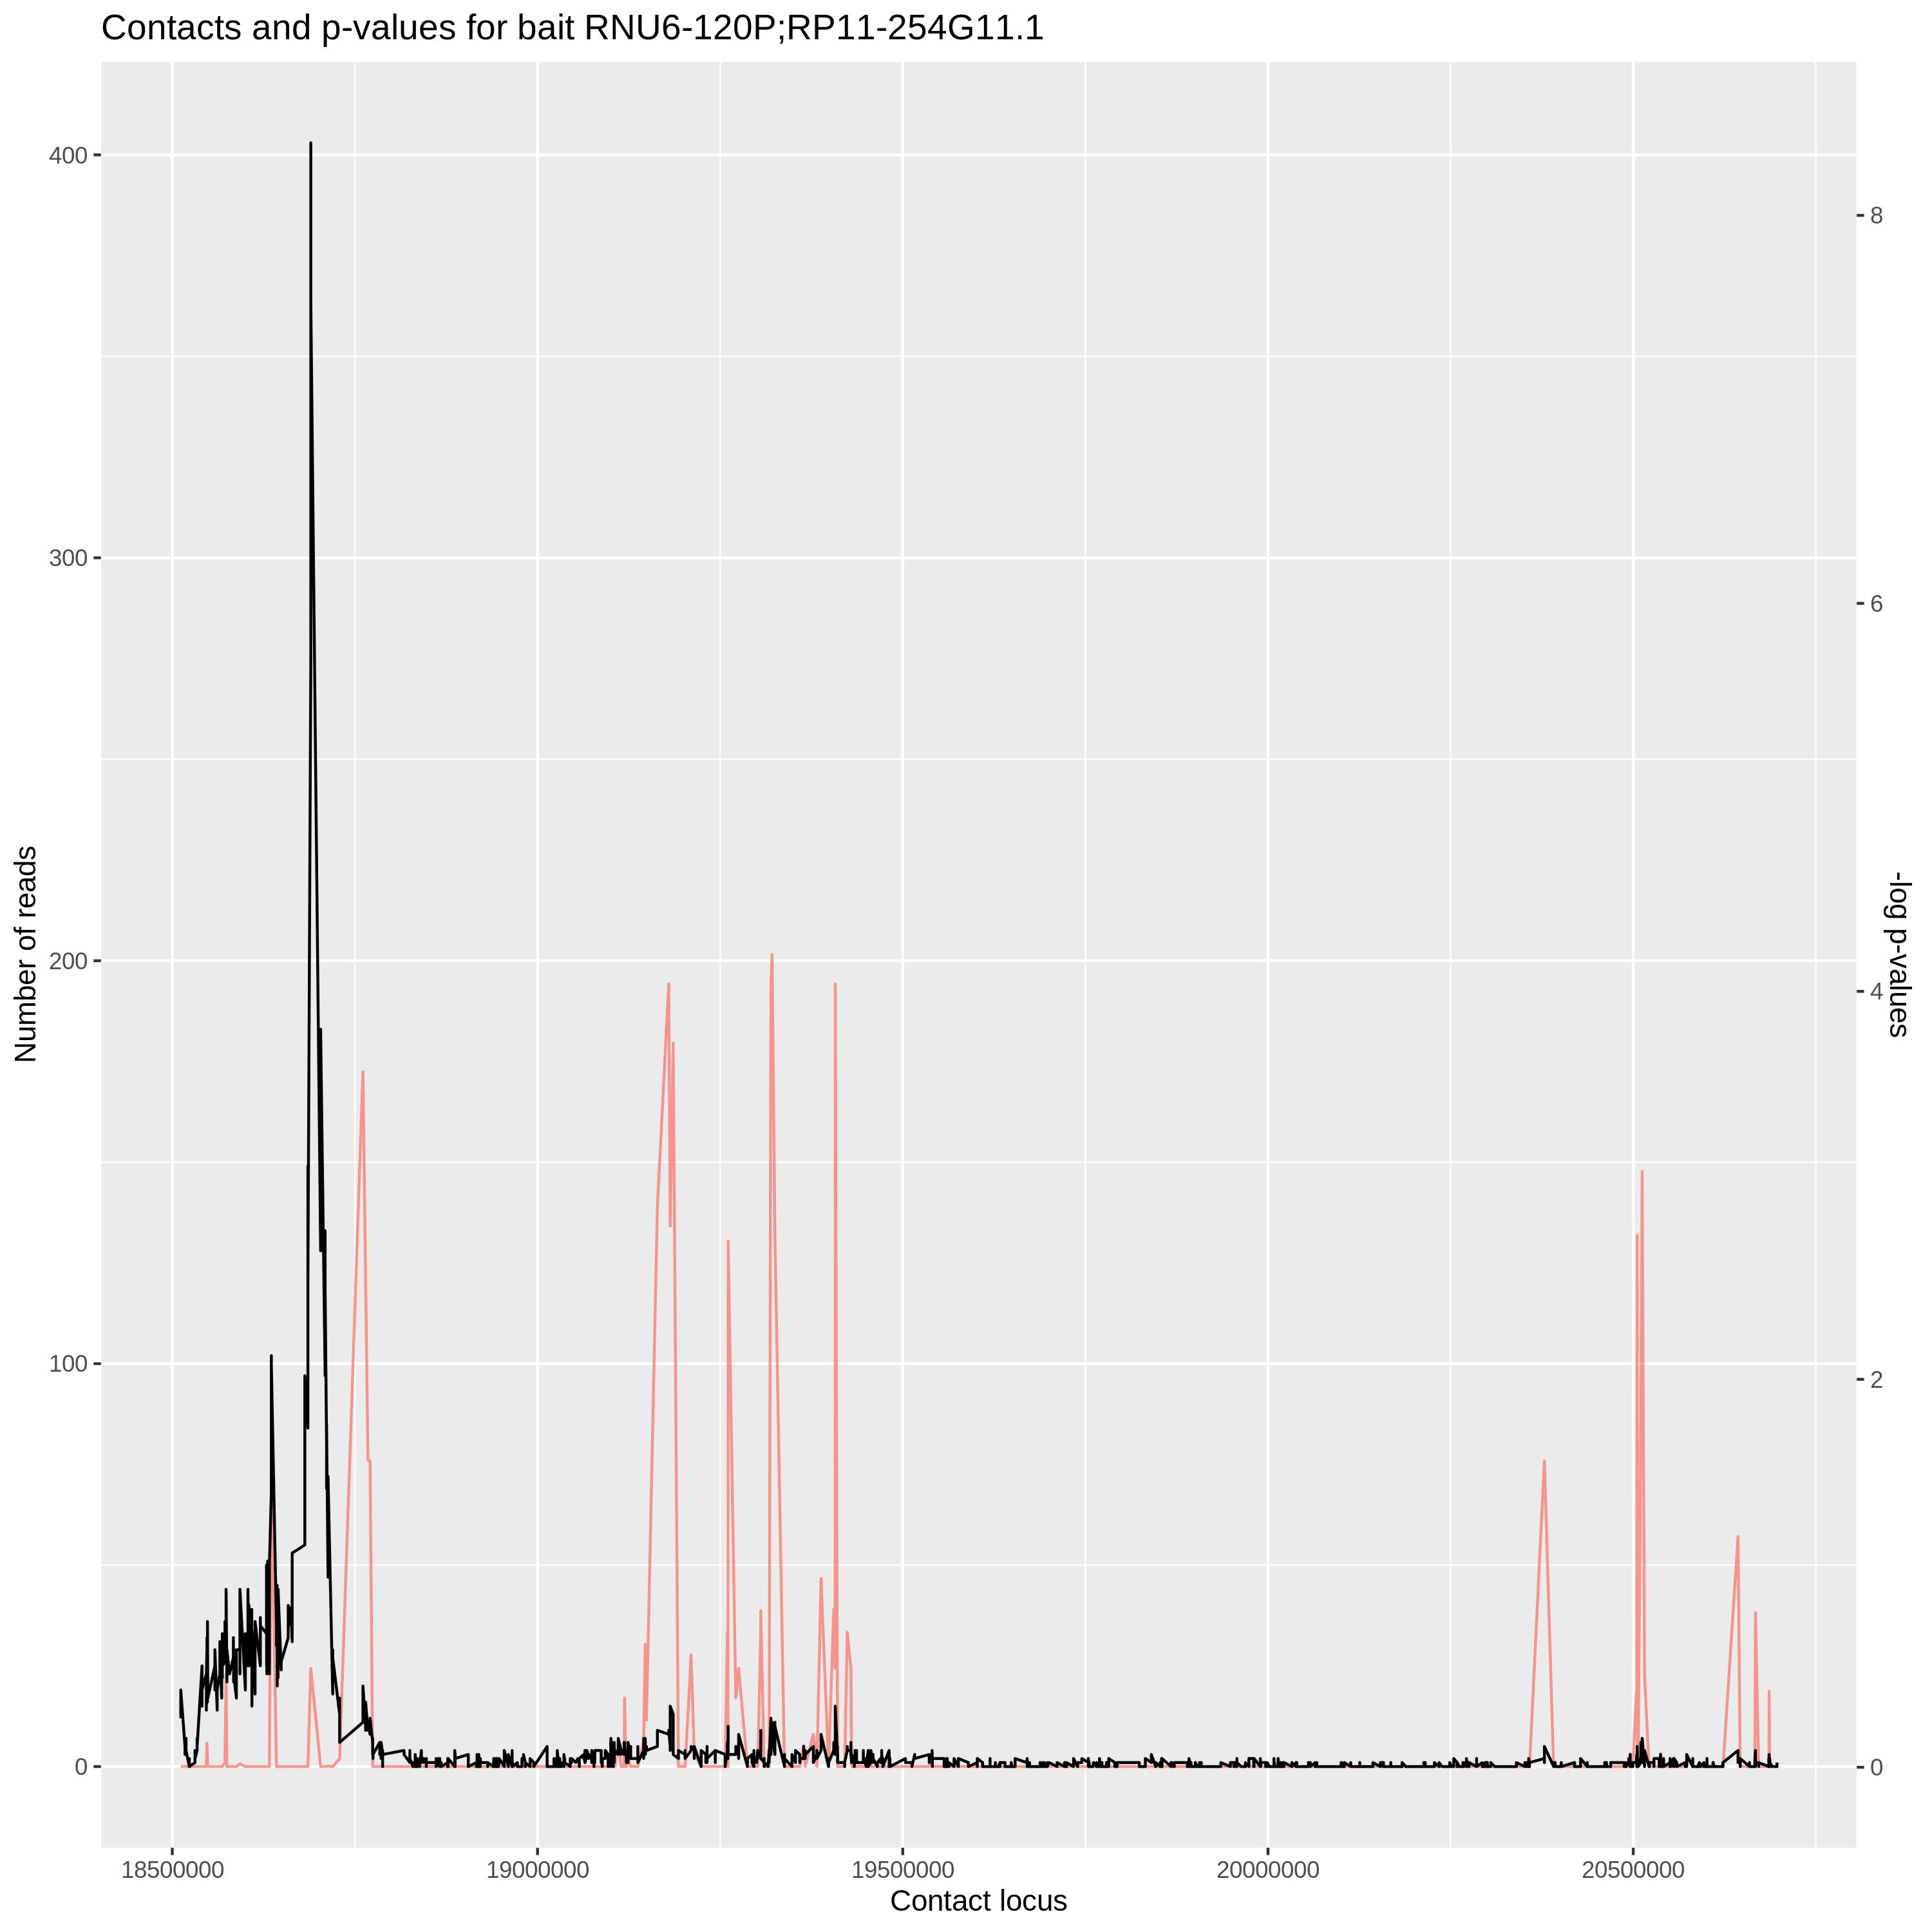 Contacts and p-values for bait RNU6-120P;RP11-254G11.1
400
300
200
100
0
Number of reads
8
6
4
2
0
-log p-values
18500000 19000000 19500000 20000000 20500000
Contact locus